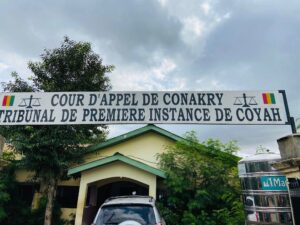 COUR D'APPEL DE CONAKRY
TRIBUNAL DE PREMIERE INSTANCE DE COYAH